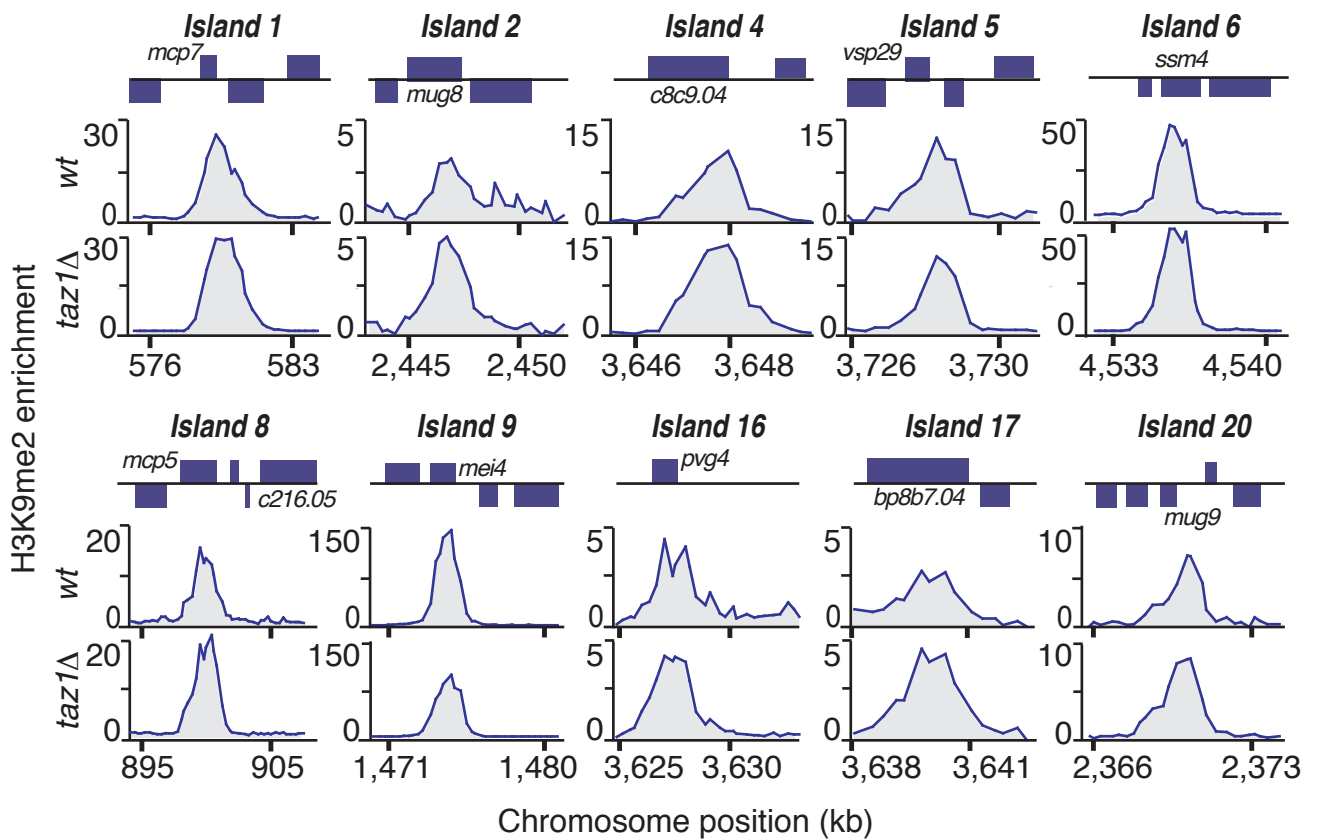 Island 1 Island 2 Island 4 Island 5 Island 6
mcp7 mug8 c8c9.04 vsp29 ssm4
H3K9me2 enrichment
wt
30 5 15 15 50
0 0 0 0 0
taz1Δ
30 5 15 15 50
0 0 0 0 0
576 583 2,445 2,450 3,646 3,648 3,726 3,730 4,533 4,540
Island 8 Island 9 Island 16 Island 17 Island 20
mcp5 c216.05 mei4 pvg4 bp8b7.04 mug9
wt
20 150 5 5 10
0 0 0 0 0
taz1Δ
20 150 5 5 10
0 0 0 0 0
895 905 1,471 1,480 3,625 3,630 3,638 3,641 2,366 2,373
Chromosome position (kb)